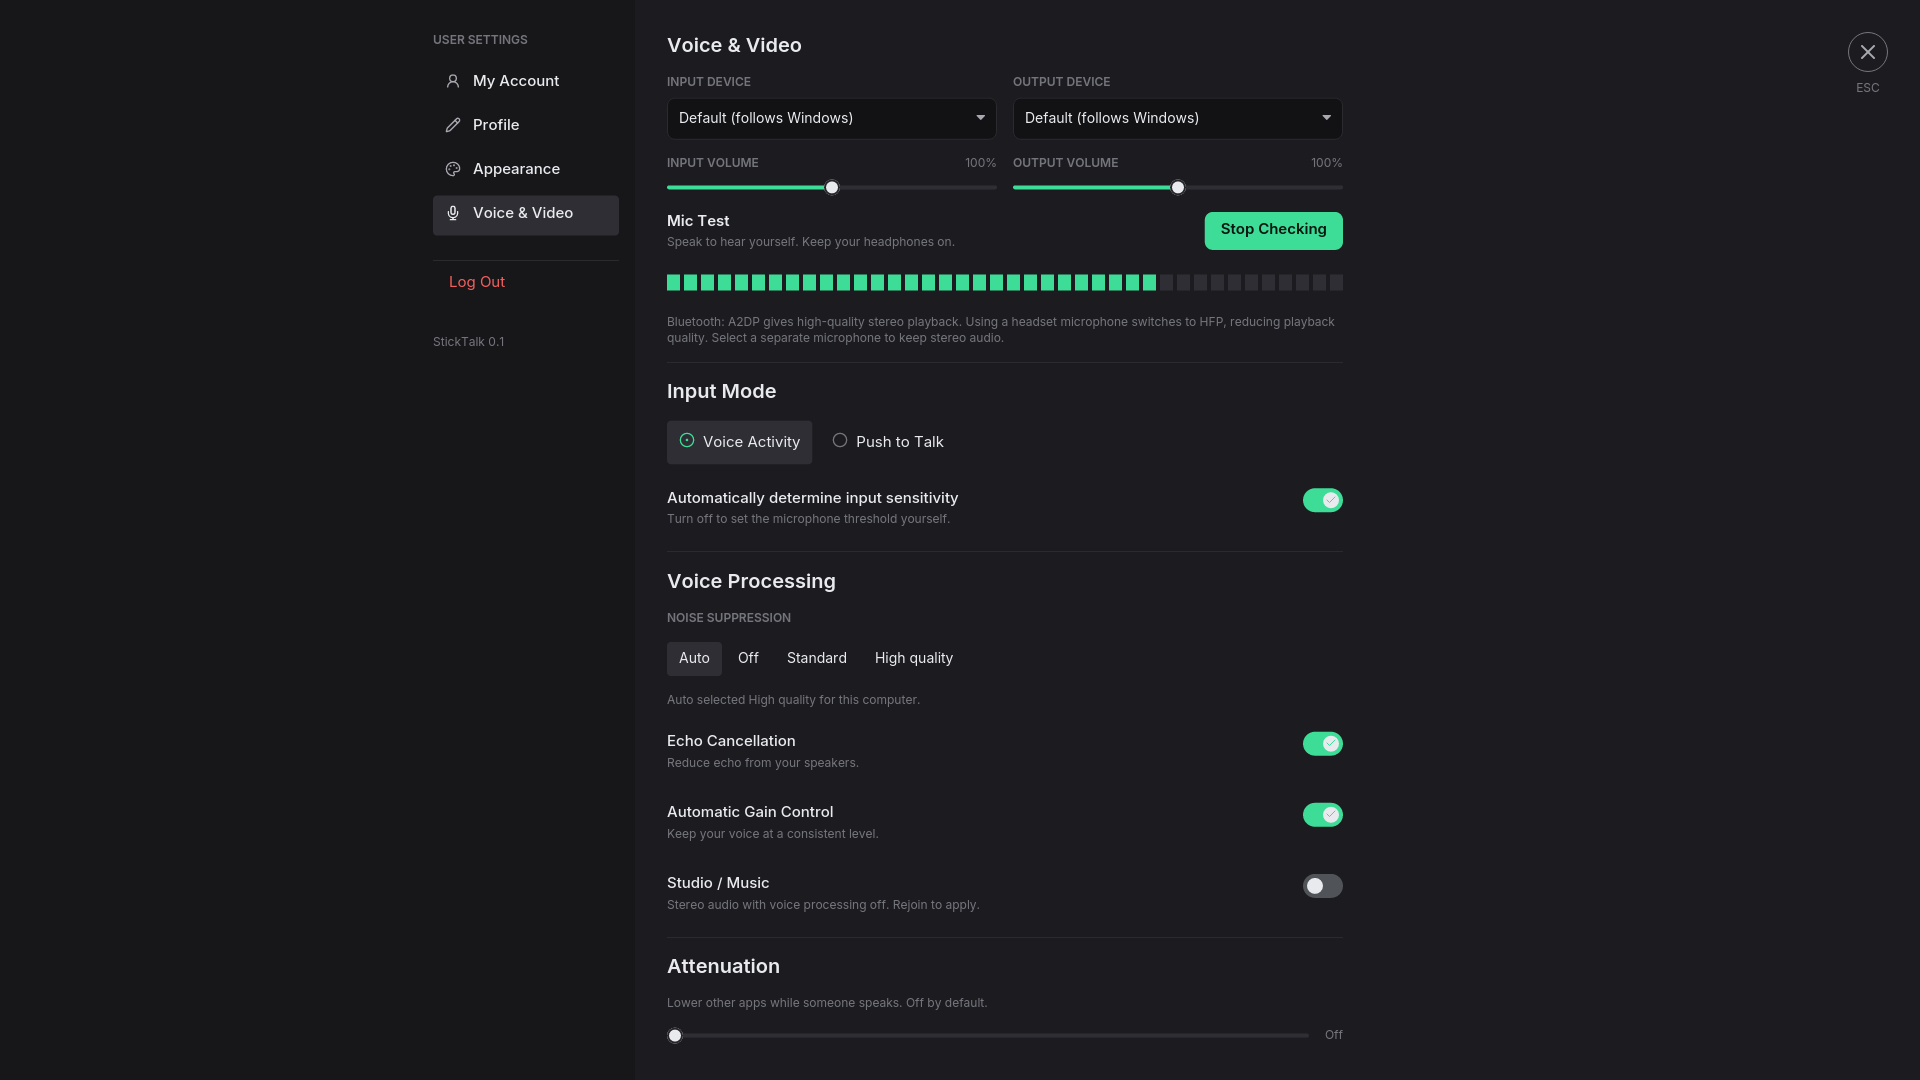 USER SETTINGS
My Account
Profile
Appearance
Voice & Video
Log Out
StickTalk 0.1
Voice & Video
INPUT DEVICE
Default (follows Windows)
OUTPUT DEVICE
Default (follows Windows)
INPUT VOLUME 100%
OUTPUT VOLUME 100%
Mic Test
Speak to hear yourself. Keep your headphones on.
Stop Checking
Bluetooth: A2DP gives high-quality stereo playback. Using a headset microphone switches to HFP, reducing playback
quality. Select a separate microphone to keep stereo audio.
Input Mode
Voice Activity
Push to Talk
Automatically determine input sensitivity
Turn off to set the microphone threshold yourself.
Voice Processing
NOISE SUPPRESSION
Auto Off Standard High quality
Auto selected High quality for this computer.
Echo Cancellation
Reduce echo from your speakers.
Automatic Gain Control
Keep your voice at a consistent level.
Studio / Music
Stereo audio with voice processing off. Rejoin to apply.
Attenuation
Lower other apps while someone speaks. Off by default.
Off
ESC